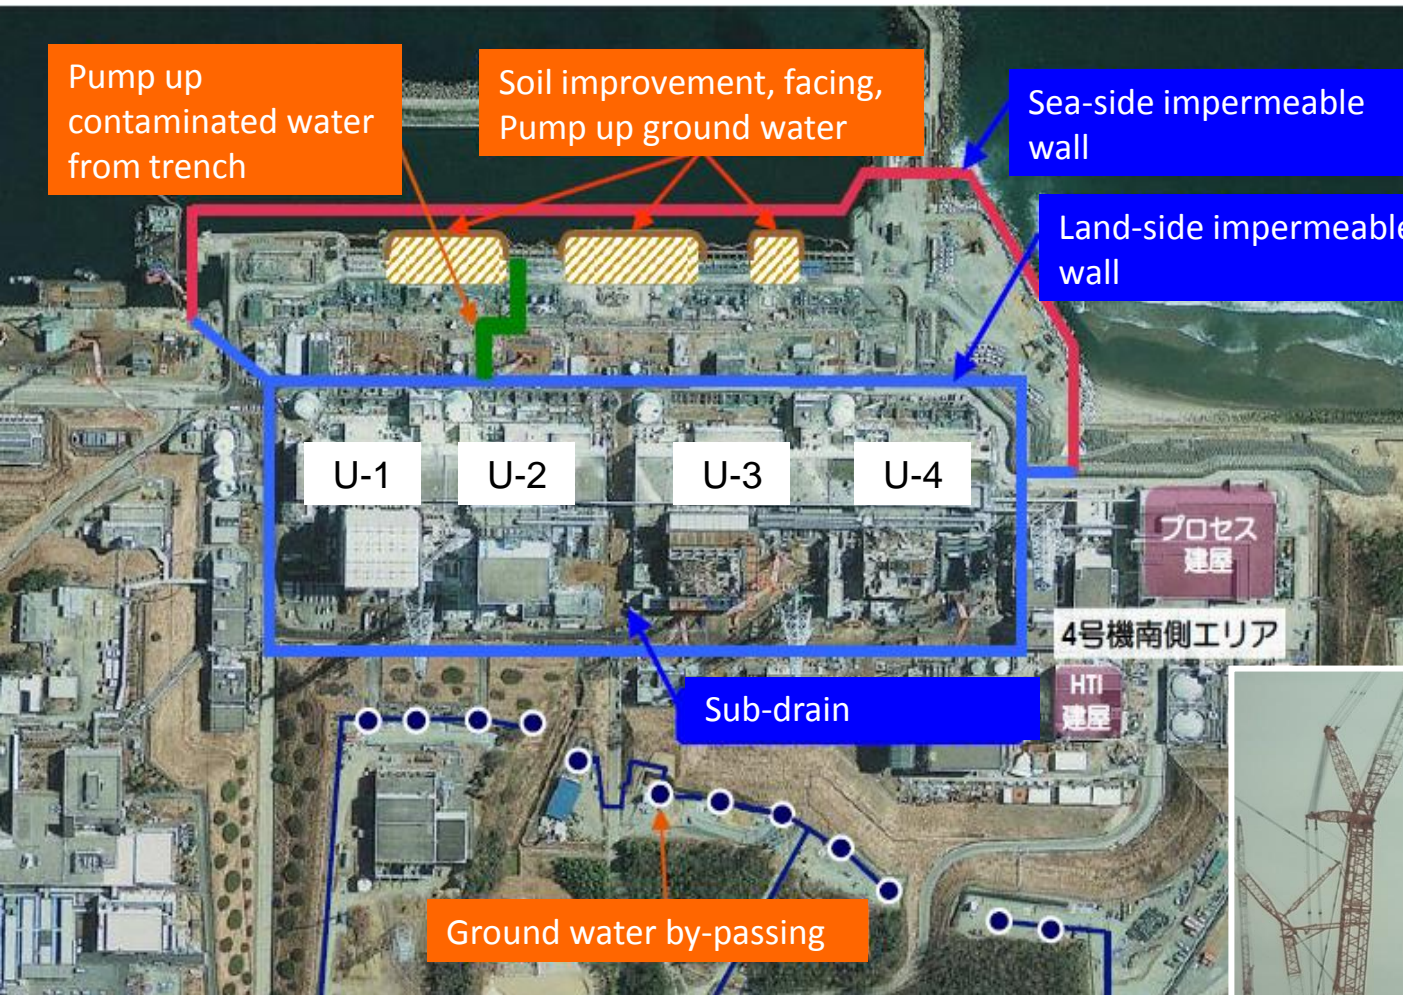 Pump up
contaminated water
from trench
Soil improvement, facing,
Pump up ground water
Sea-side impermeable
wall
Land-side impermeable
wall
U-1
U-2
U-3
U-4
プロセス
建屋
4号機南側エリア
HTI
建屋
Sub-drain
Ground water by-passing